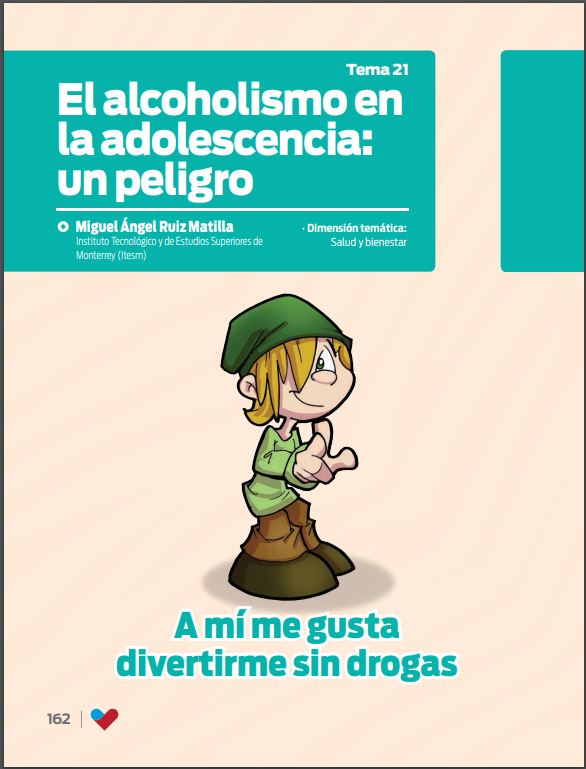 Tema 21
El alcoholismo en
la adolescencia:
un peligro
Miguel Ángel Ruiz Matilla
Instituto Tecnológico y de Estudios Superiores de
Monterrey (Itesm)
· Dimensión temática:
Salud y bienestar
A mí me gusta
divertirme sin drogas
162